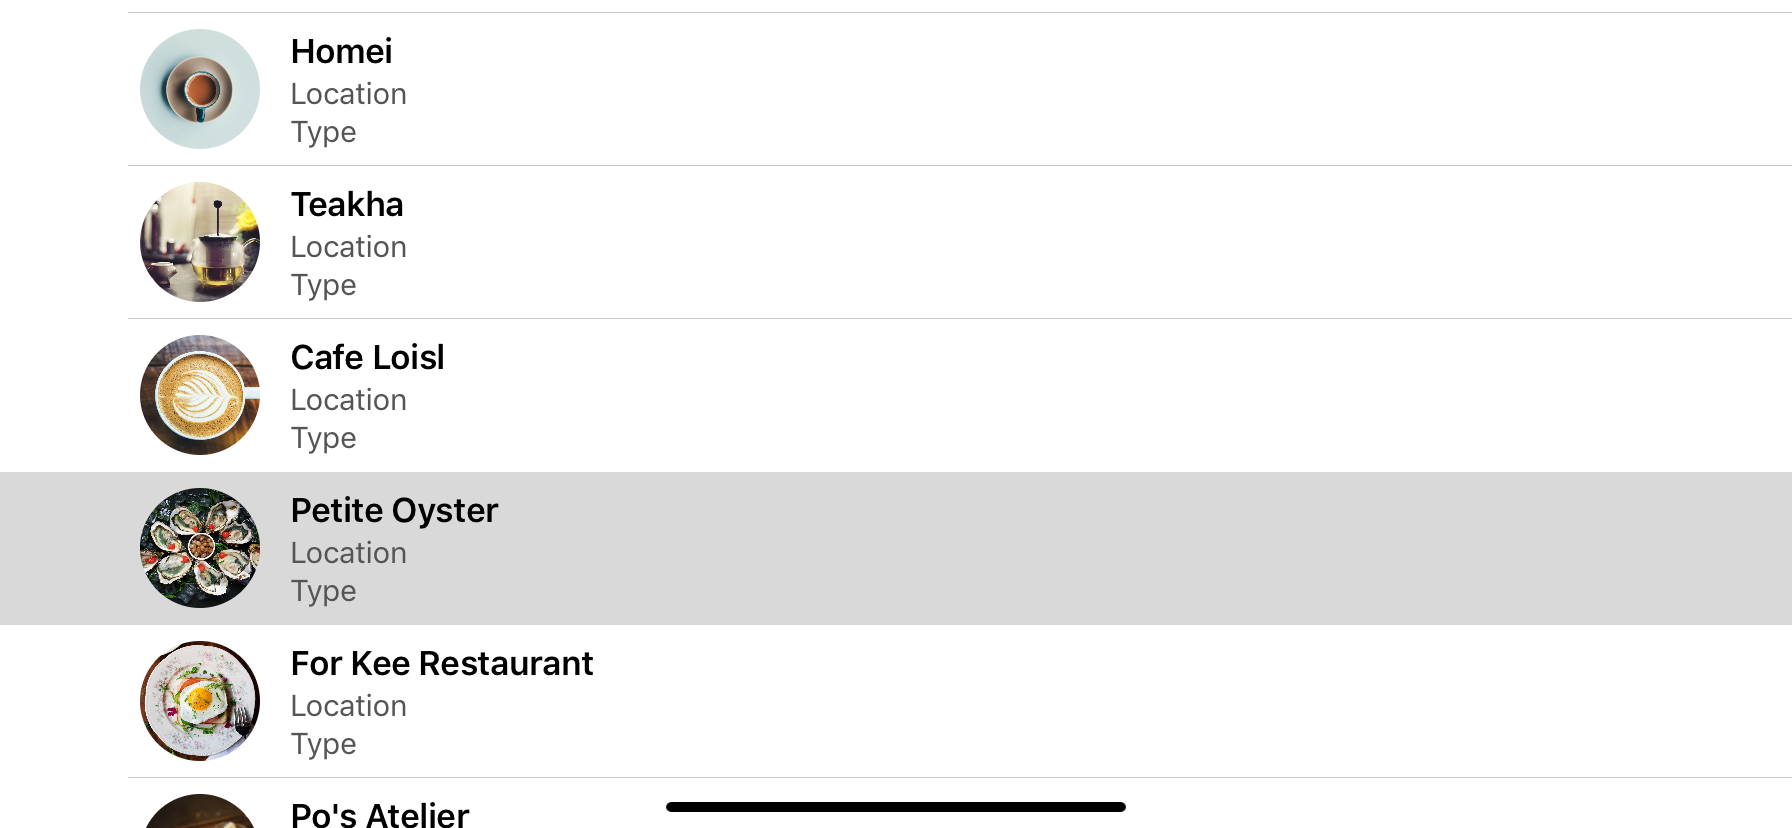 Homei
Location
Type
Teakha
Location
Type
Cafe Loisl
Location
Type
Petite Oyster
Location
Type
For Kee Restaurant
Location
Type
Po's Atelier